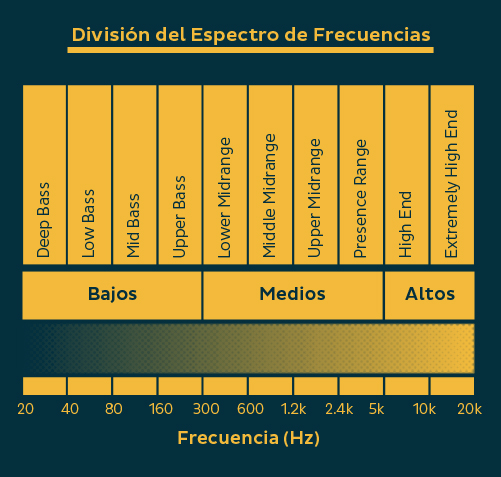 División del Espectro de Frecuencias
Deep Bass
Low Bass
Mid Bass
Upper Bass
Lower Midrange
Middle Midrange
Upper Midrange
Presence Range
High End
Extremely High End
Bajos Medios Altos
20 40 80 160 300 600 1.2k 2.4k 5k 10k 20k
Frecuencia (Hz)